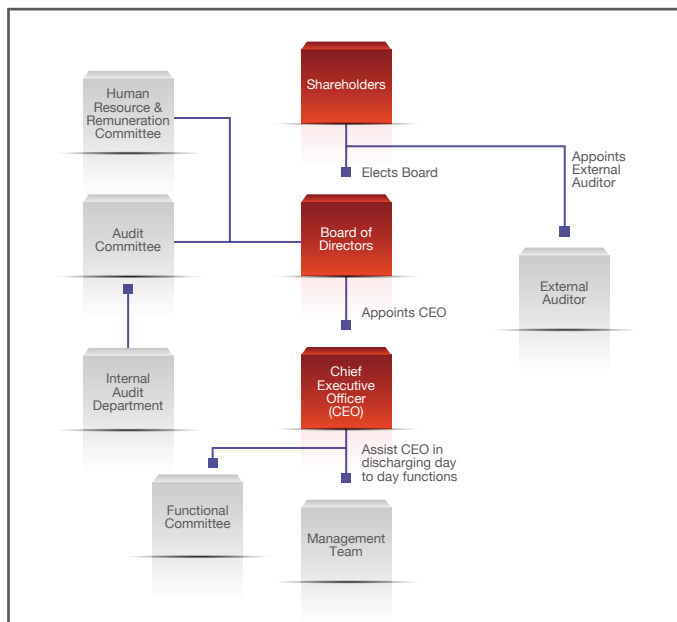 Shareholders
Human
Resource &
Remuneration
Committee
Elects Board
Appoints
External
Auditor
Audit
Committee
Board of
Directors
External
Auditor
Appoints CEO
Internal
Audit
Department
Chief
Executive
Officer
(CEO)
Assist CEO in
discharging day
to day functions
Functional
Committee
Management
Team